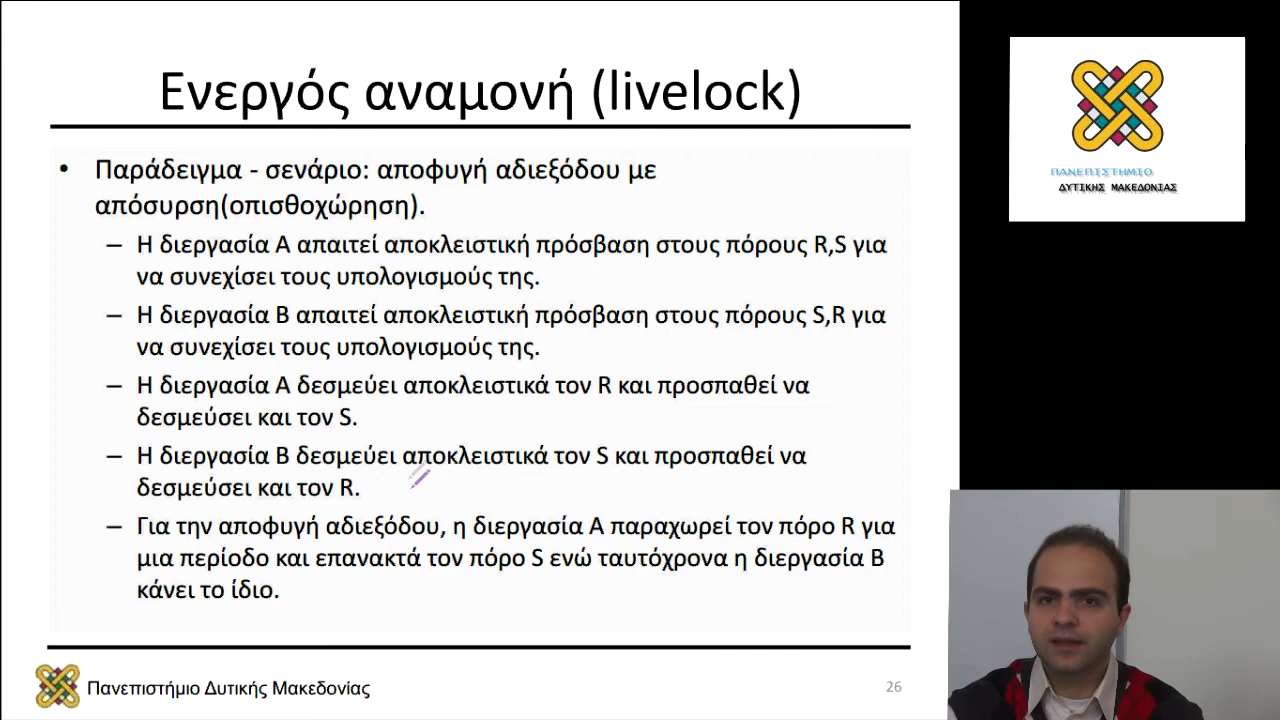 Ενεργός αναμονή (livelock)
• Παράδειγμα - σενάριο: αποφυγή αδιεξόδου με
απόσυρση(οπισθοχώρηση).
– Η διεργασία Α απαιτεί αποκλειστική πρόσβαση στους πόρους R,S για
να συνεχίσει τους υπολογισμούς της.
– Η διεργασία Β απαιτεί αποκλειστική πρόσβαση στους πόρους S,R για
να συνεχίσει τους υπολογισμούς της.
– Η διεργασία Α δεσμεύει αποκλειστικά τον R και προσπαθεί να
δεσμεύσει και τον S.
– Η διεργασία Β δεσμεύει αποκλειστικά τον S και προσπαθεί να
δεσμεύσει και τον R.
– Για την αποφυγή αδιεξόδου, η διεργασία Α παραχωρεί τον πόρο R για
μια περίοδο και επανακτά τον πόρο S ενώ ταυτόχρονα η διεργασία Β
κάνει το ίδιο.
Πανεπιστήμιο Δυτικής Μακεδονίας
26
ΠΑΝΕΠΙΣΤΗΜΙΟ
ΔΥΤΙΚΗΣ ΜΑΚΕΔΟΝΙΑΣ